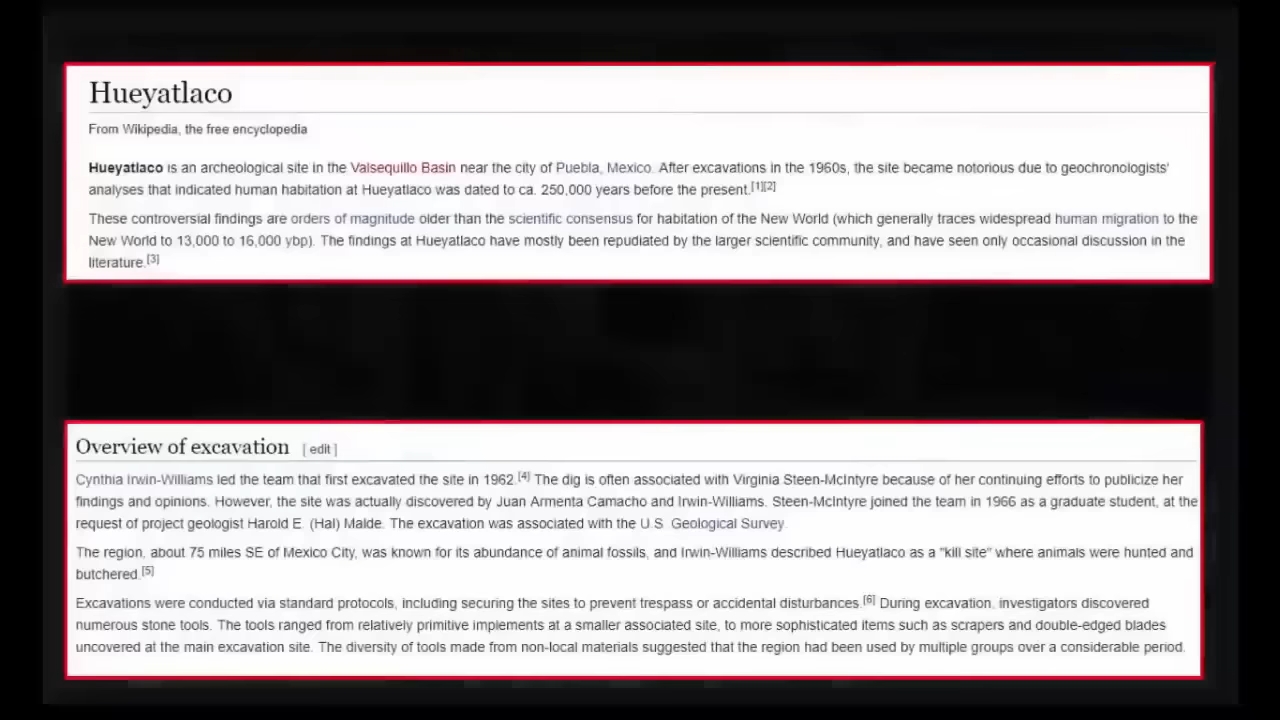 Hueyatlaco
From Wikipedia, the free encyclopedia
Hueyatlaco is an archeological site in the Valsequillo Basin near the city of Puebla, Mexico. After excavations in the 1960s, the site became notorious due to geochronologists'
analyses that indicated human habitation at Hueyatlaco was dated to ca. 250,000 years before the present.[1][2]
These controversial findings are orders of magnitude older than the scientific consensus for habitation of the New World (which generally traces widespread human migration to the
New World to 13,000 to 16,000 ybp). The findings at Hueyatlaco have mostly been repudiated by the larger scientific community, and have seen only occasional discussion in the
literature.[3]
Overview of excavation [ edit ]
Cynthia Irwin-Williams led the team that first excavated the site in 1962.[4] The dig is often associated with Virginia Steen-McIntyre because of her continuing efforts to publicize her
findings and opinions. However, the site was actually discovered by Juan Armenta Camacho and Irwin-Williams. Steen-McIntyre joined the team in 1966 as a graduate student, at the
request of project geologist Harold E. (Hal) Malde. The excavation was associated with the U.S. Geological Survey.
The region, about 75 miles SE of Mexico City, was known for its abundance of animal fossils, and Irwin-Williams described Hueyatlaco as a "kill site" where animals were hunted and
butchered.[5]
Excavations were conducted via standard protocols, including securing the sites to prevent trespass or accidental disturbances.[6] During excavation, investigators discovered
numerous stone tools. The tools ranged from relatively primitive implements at a smaller associated site, to more sophisticated items such as scrapers and double-edged blades
uncovered at the main excavation site. The diversity of tools made from non-local materials suggested that the region had been used by multiple groups over a considerable period.